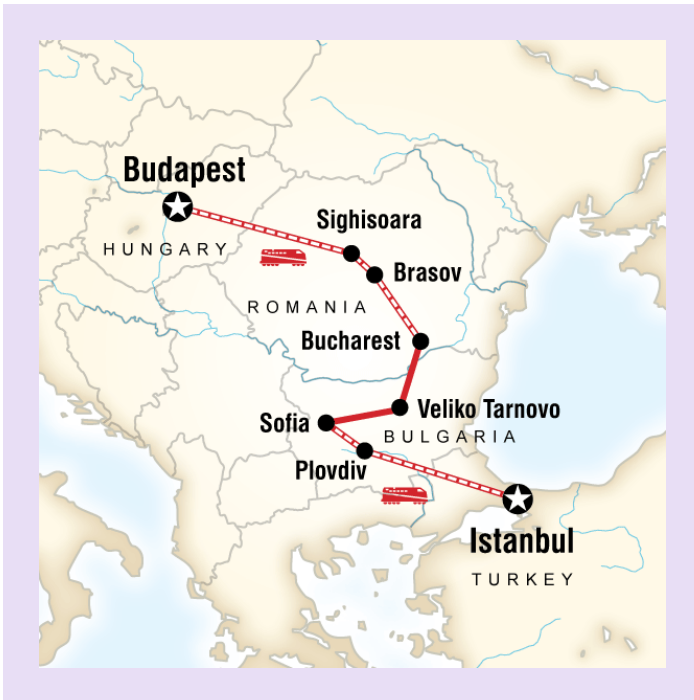 Budapest
HUNGARY
Sighisoara
Brasov
ROMANIA
Bucharest
Veliko Tarnovo
Sofia
BULGARIA
Plovdiv
Istanbul
TURKEY